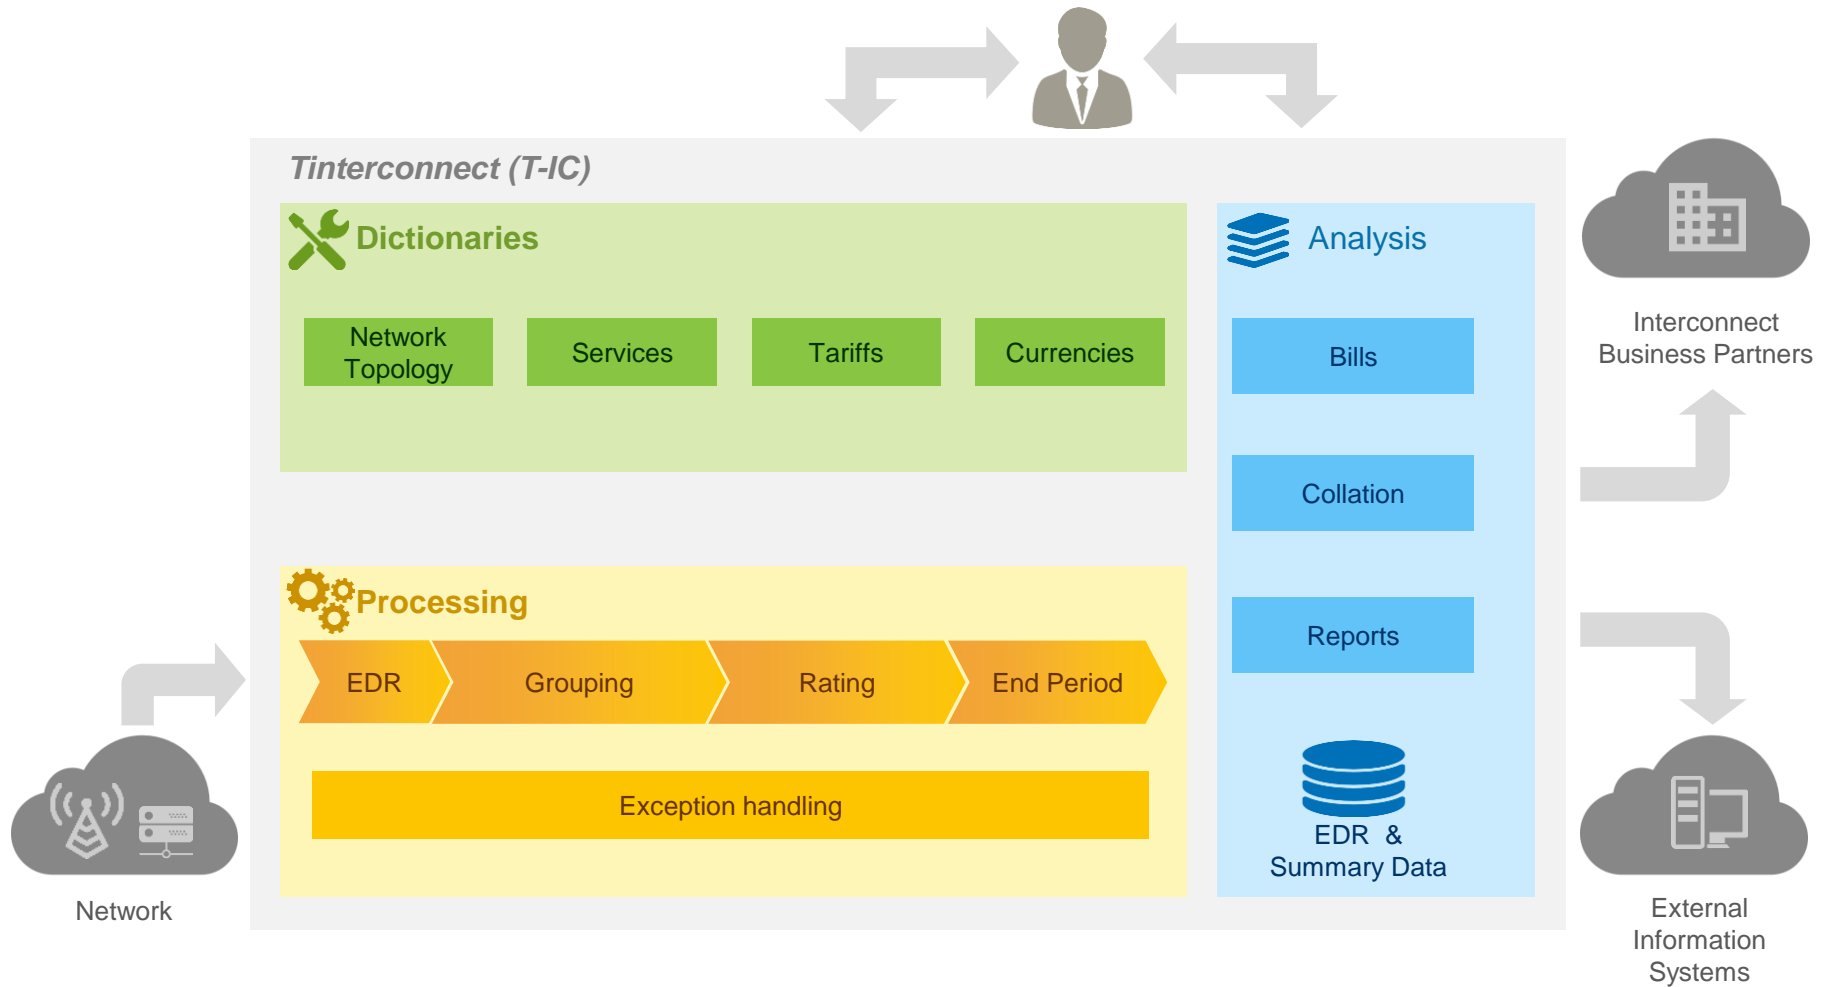 Tinterconnect (T-IC)
Dictionaries
Network
Topology
Services
Tariffs
Currencies
Processing
EDR
Grouping
Rating
End Period
Exception handling
Analysis
Bills
Collation
Reports
EDR &
Summary Data
Network
Interconnect
Business Partners
External
Information
Systems